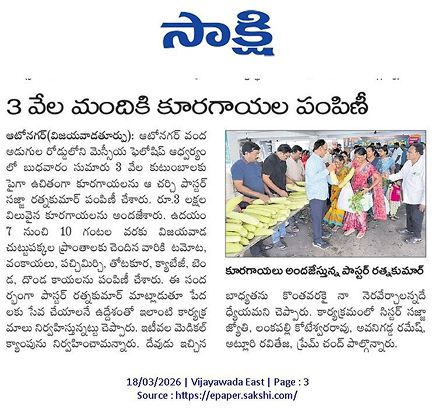 సాక్షి
3 వేల మందికి కూరగాయల పంపిణీ
ఆటోనగర్(విజయవాడతూర్పు): ఆటోనగర్ వంద
అడుగుల రోడ్డులోని మెస్సీయ ఫెలోషిప్ ఆధ్వర్యం
లో బుధవారం సుమారు 3 వేల కుటుంబాలకు
పైగా ఉచితంగా కూరగాయలను ఆ చర్చి పాస్టర్
సజ్జా రత్నకుమార్ పంపిణీ చేశారు. రూ.3 లక్షల
విలువైన కూరగాయలను అందజేశారు. ఉదయం
7 నుంచి 10 గంటల వరకు విజయవాడ
చుట్టుపక్కల ప్రాంతాలకు చెందిన వారికి టమోట,
వంకాయలు, పచ్చిమిర్చి, తోటకూర, క్యాబేజీ, బెం
డ, దొండ కాయలను పంపిణీ చేశారు. ఈ సంద
ర్భంగా పాస్టర్ రత్నకుమార్ మాట్లాడుతూ పేద
లకు సేవ చేయాలనే ఉద్దేశంతో ఇలాంటి కార్యక్ర
మాలు నిర్వహిస్తున్నట్టు చెప్పారు. ఇటీవల మెడికల్
క్యాంపును నిర్వహించామన్నారు. దేవుడు ఇచ్చిన
కూరగాయలు అందజేస్తున్న పాస్టర్ రత్నకుమార్
బాధ్యతను కొంతవరకై నా నెరవేర్చాలన్నదే
ధ్యేయమని చెప్పారు. కార్యక్రమంలో సిస్టర్ సజ్జా
జ్యోతి, లంకపల్లి కోటేశ్వరరావు, అవనిగడ్డ రమేష్,
అట్లూరి రవితేజ, ప్రేమ్ చంద్ పాల్గొన్నారు.
18/03/2026 | Vijayawada East | Page : 3
Source : https://epaper.sakshi.com/